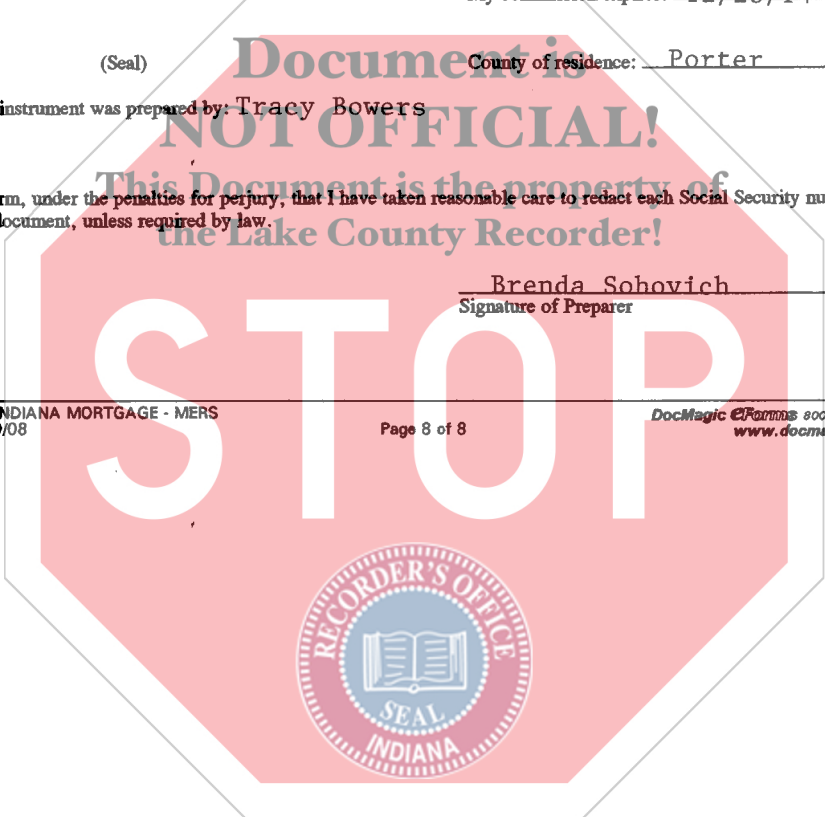 (Seal)
County of residence: Porter
instrument was prepared by: Tracy Bowers
rm, under the penalties for perjury, that I have taken reasonable care to redact each Social Security nu
ocument, unless required by law.
Brenda Sohovich
Signature of Preparer
NDIANA MORTGAGE - MERS
/08
Page 8 of 8
DocMagic eForms 800
www.docma
Document is
NOT OFFICIAL!
This Document is the property of
the Lake County Recorder!
STOP
RECORDER'S OFFICE
SEAL
INDIANA